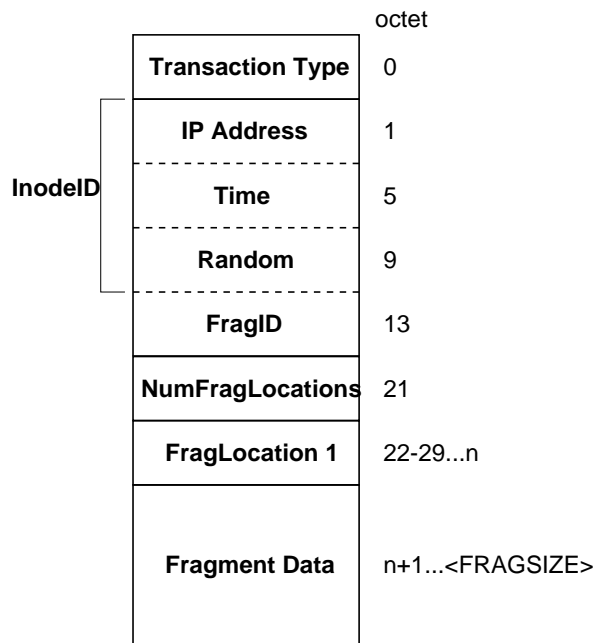 octet
Transaction Type 0
IP Address 1
InodeID
Time 5
Random 9
FragID 13
NumFragLocations 21
FragLocation 1 22-29...n
Fragment Data n+1...<FRAGSIZE>